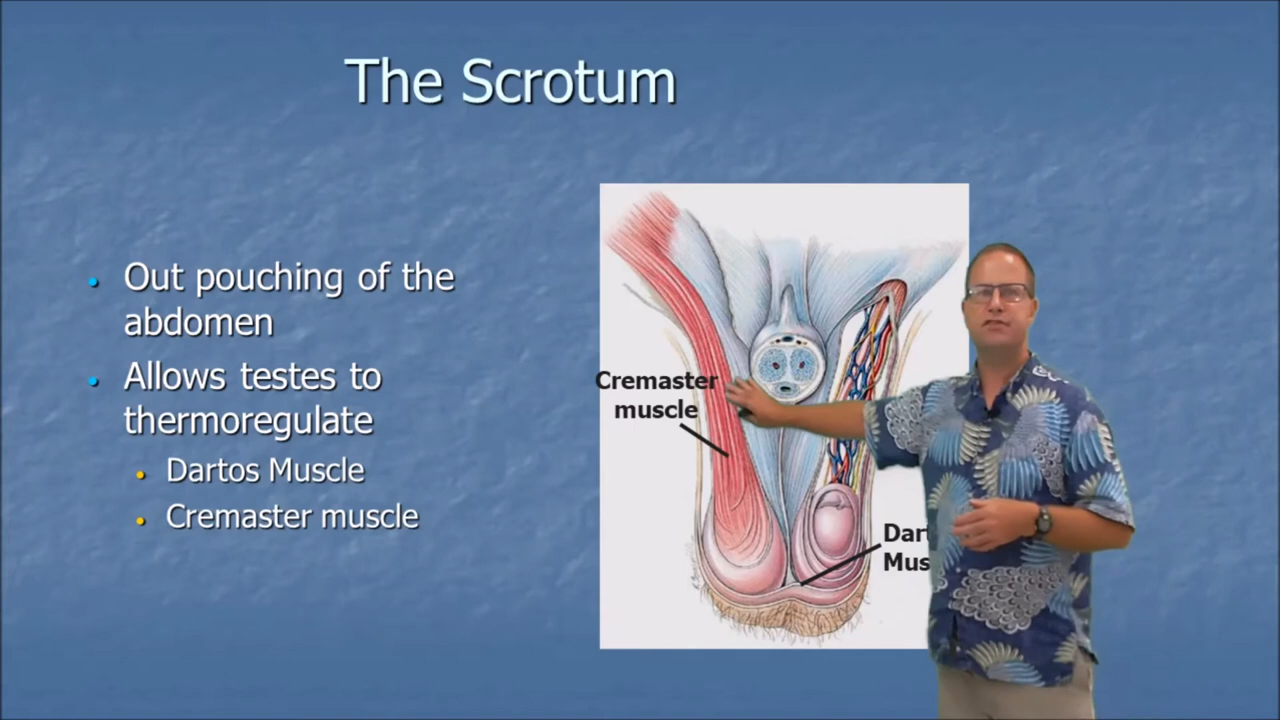 The Scrotum
Out pouching of the
abdomen
Allows testes to
thermoregulate
Dartos Muscle
Cremaster muscle
Cremaster
muscle